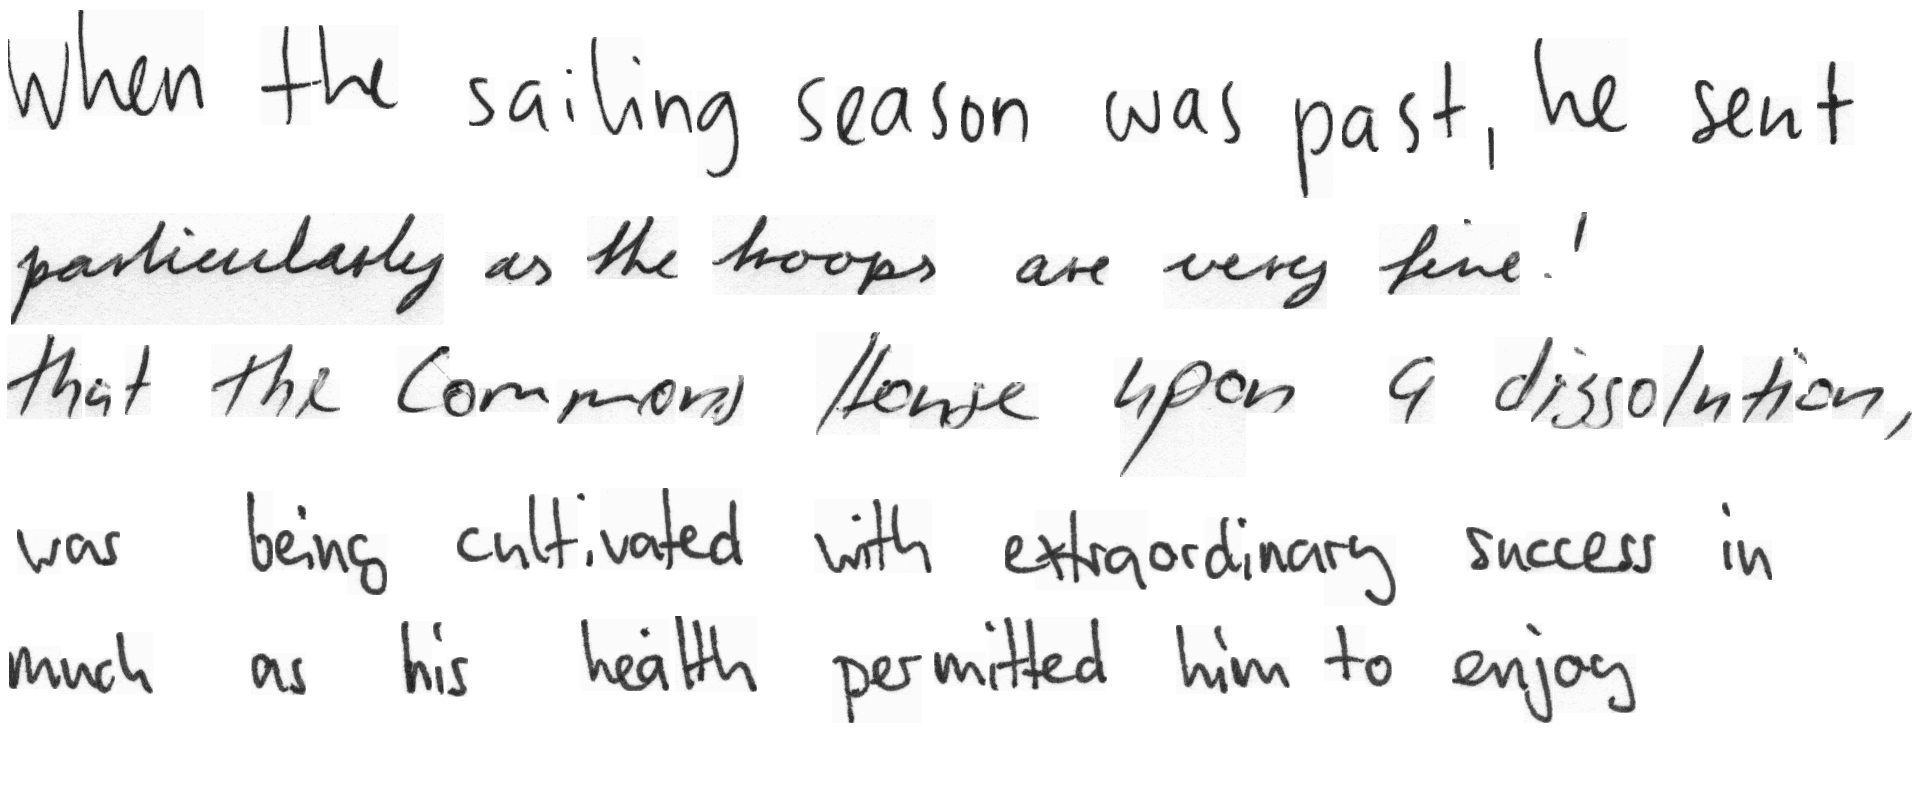 When the sailing season was past, he sent
particularly as the troops are very fine.'
that the Commons House upon a dissolution,
was being cultivated with extraordinary success in
much as his health permitted him to enjoy